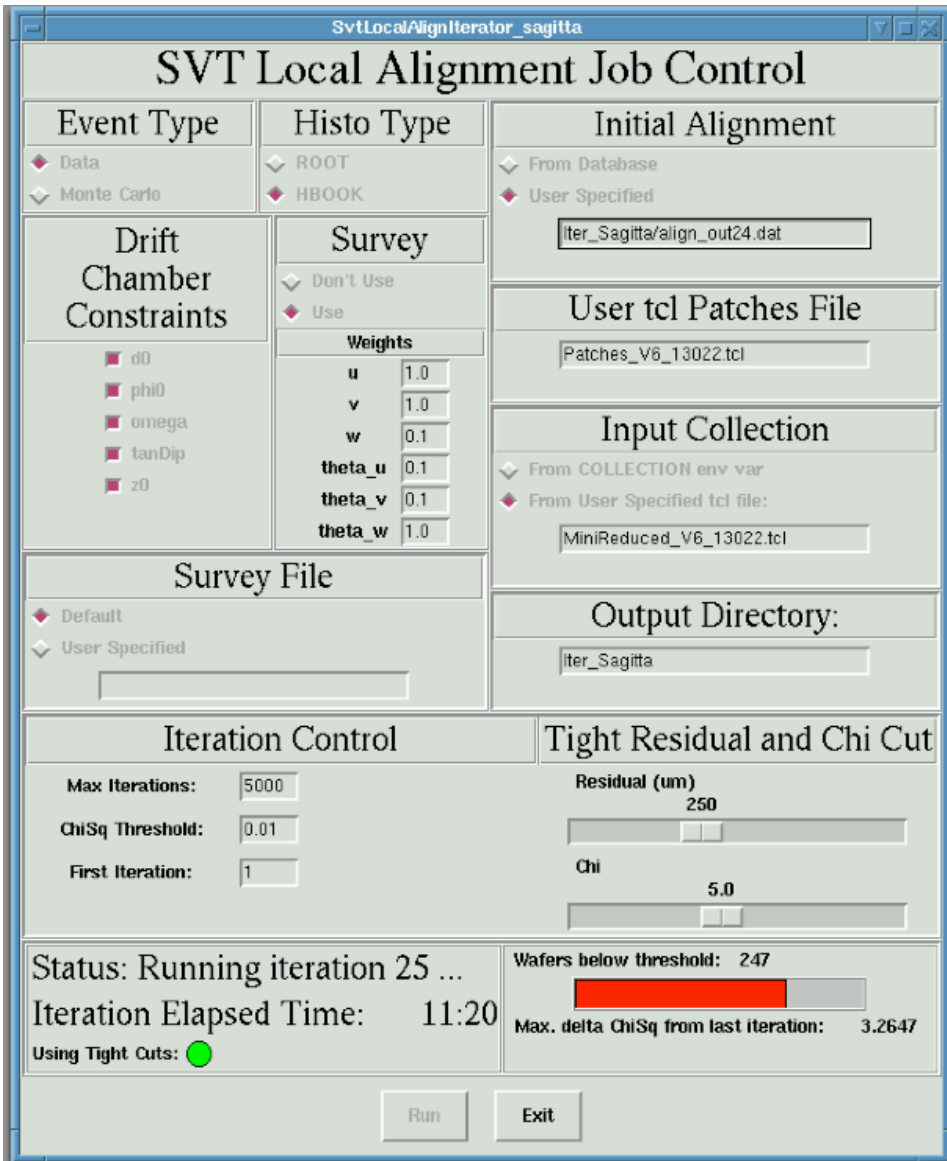 SvtLocalAlignIterator_sagitta
SVT Local Alignment Job Control
Event Type
Data
Monte Carlo
Histo Type
ROOT
HBOOK
Initial Alignment
From Database
User Specified
Iter_Sagitta/align_out24.dat
Drift
Chamber
Constraints
d0
phi0
omega
tanDip
z0
Survey
Don't Use
Use
Weights
u 1.0
v 1.0
w 0.1
theta_u 0.1
theta_v 0.1
theta_w 1.0
User tcl Patches File
Patches_V6_13022.tcl
Input Collection
From COLLECTION env var
From User Specified tcl file:
MiniReduced_V6_13022.tcl
Survey File
Default
User Specified
Output Directory:
Iter_Sagitta
Iteration Control
Max Iterations: 5000
ChiSq Threshold: 0.01
First Iteration: 1
Tight Residual and Chi Cut
Residual (um)
250
Chi
5.0
Status: Running iteration 25 ...
Iteration Elapsed Time: 11:20
Using Tight Cuts:
Wafers below threshold: 247
Max. delta ChiSq from last iteration: 3.2647
Run
Exit